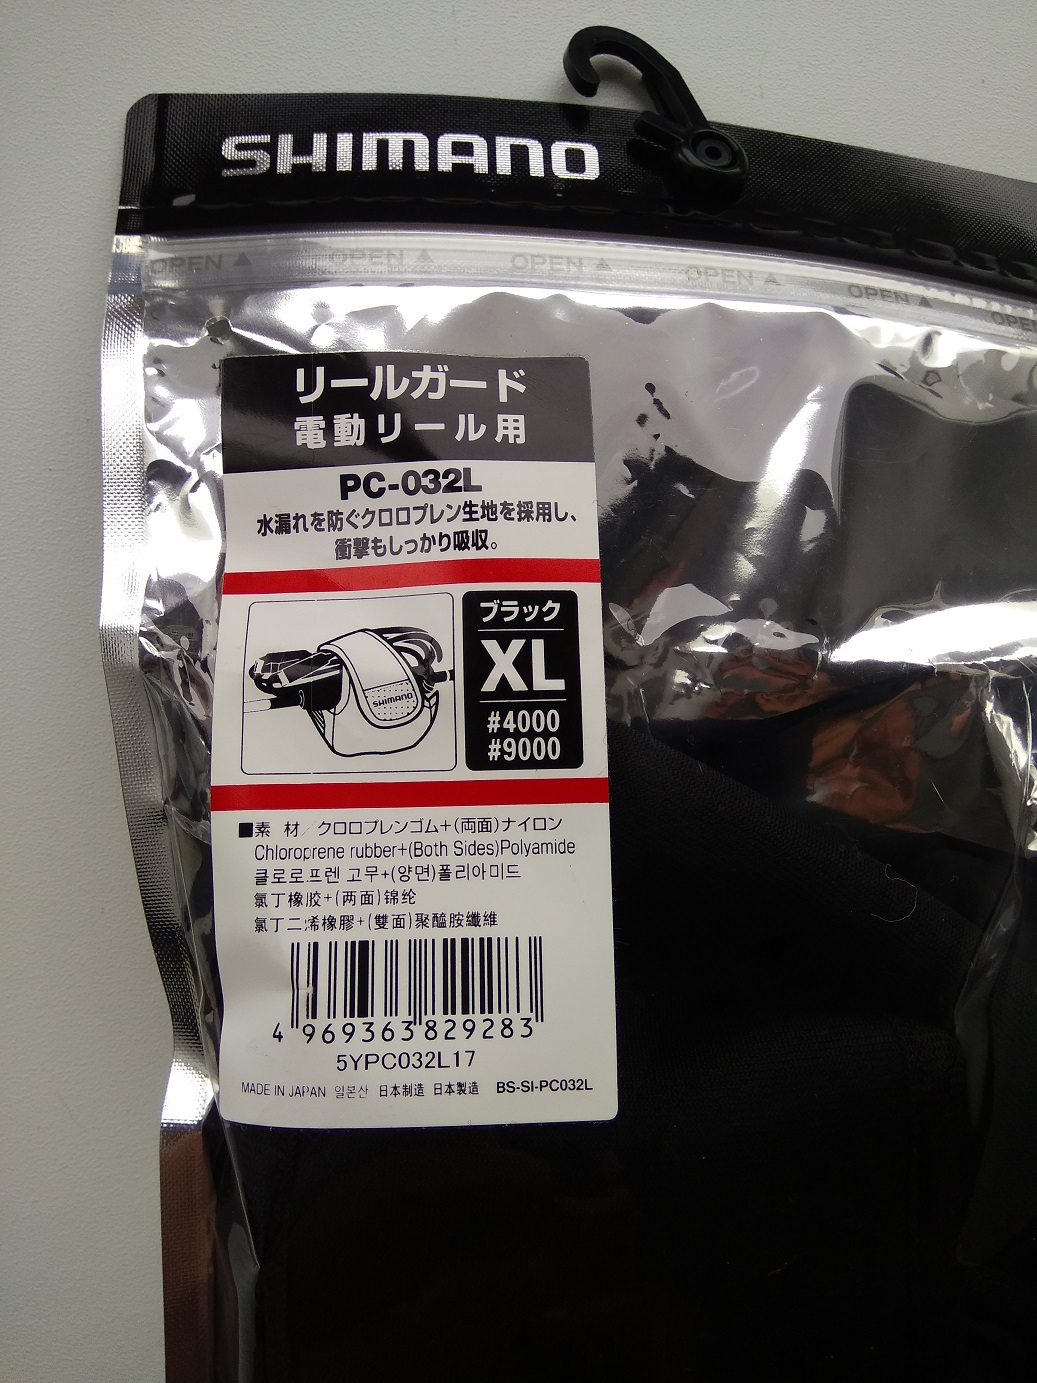 SHIMANO
OPEN ▲ OPEN ▲ OPEN ▲ OPEN ▲ OPEN ▲ OPEN
リールガード
電動リール用
PC-032L
水漏れを防ぐクロロプレン生地を採用し、
衝撃もしっかり吸収。
SHIMANO
ブラック
XL
#4000
#9000
■素 材/クロロプレンゴム+(両面)ナイロン
Chloroprene rubber+(Both Sides)Polyamide
클로로프렌 고무+(양면)폴리아미드
氯丁橡胶+(两面)锦纶
氯丁二烯橡膠+(雙面)聚醯胺纖維
4 969363 829283
5YPC032L17
MADE IN JAPAN 일본산 日本制造 日本製造 BS-SI-PC032L